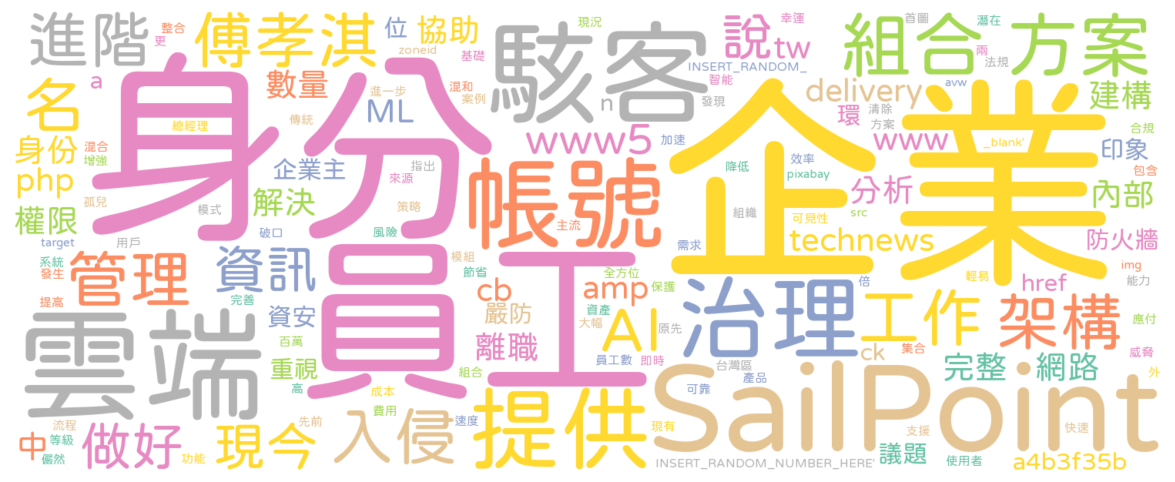 進階 整合 更 傅孝淇 位 協助 zoneid 基礎 駭客 現況 說 tw 幸運 組合方案 首圖 潛在 兩 法規
a 數量 混和 進一步 案例 ML INSERT_RANDOM_ 智能 n 發現 delivery avw 建構
名 總經理 傳統 www5 加速 環 清除 方案 www _blank' 合規
身份 混合 增強 企業主 指出 來源 帳號 降低 效率 pixabay 分析 印象 包含
php 孤兒 身分 企業 內部
權限 模式 解決 策略 主流 組織 可見性 src
target 用戶 破口 風險 模組 需求 technews 防火牆
系統 發生 管理 資訊 節省 全方位 保護 倍 href 輕易 img 能力
提高 完善 資安 cb 嚴防 amp 資產 大幅 治理 工作 架構 應付
雲端 百萬 員工 AI 原先 離職 員工數 即時 ck 集合 威脅 外
重視 高 成本 組合 台灣區 產品 可靠 完整 網路
流程 先前 費用 提供 SailPoint 快速
中 等級 儼然 做好 功能 現今 入侵 速度 現有 支援 議題 使用者
INSERT_RANDOM_NUMBER_HERE' a4b3f35b